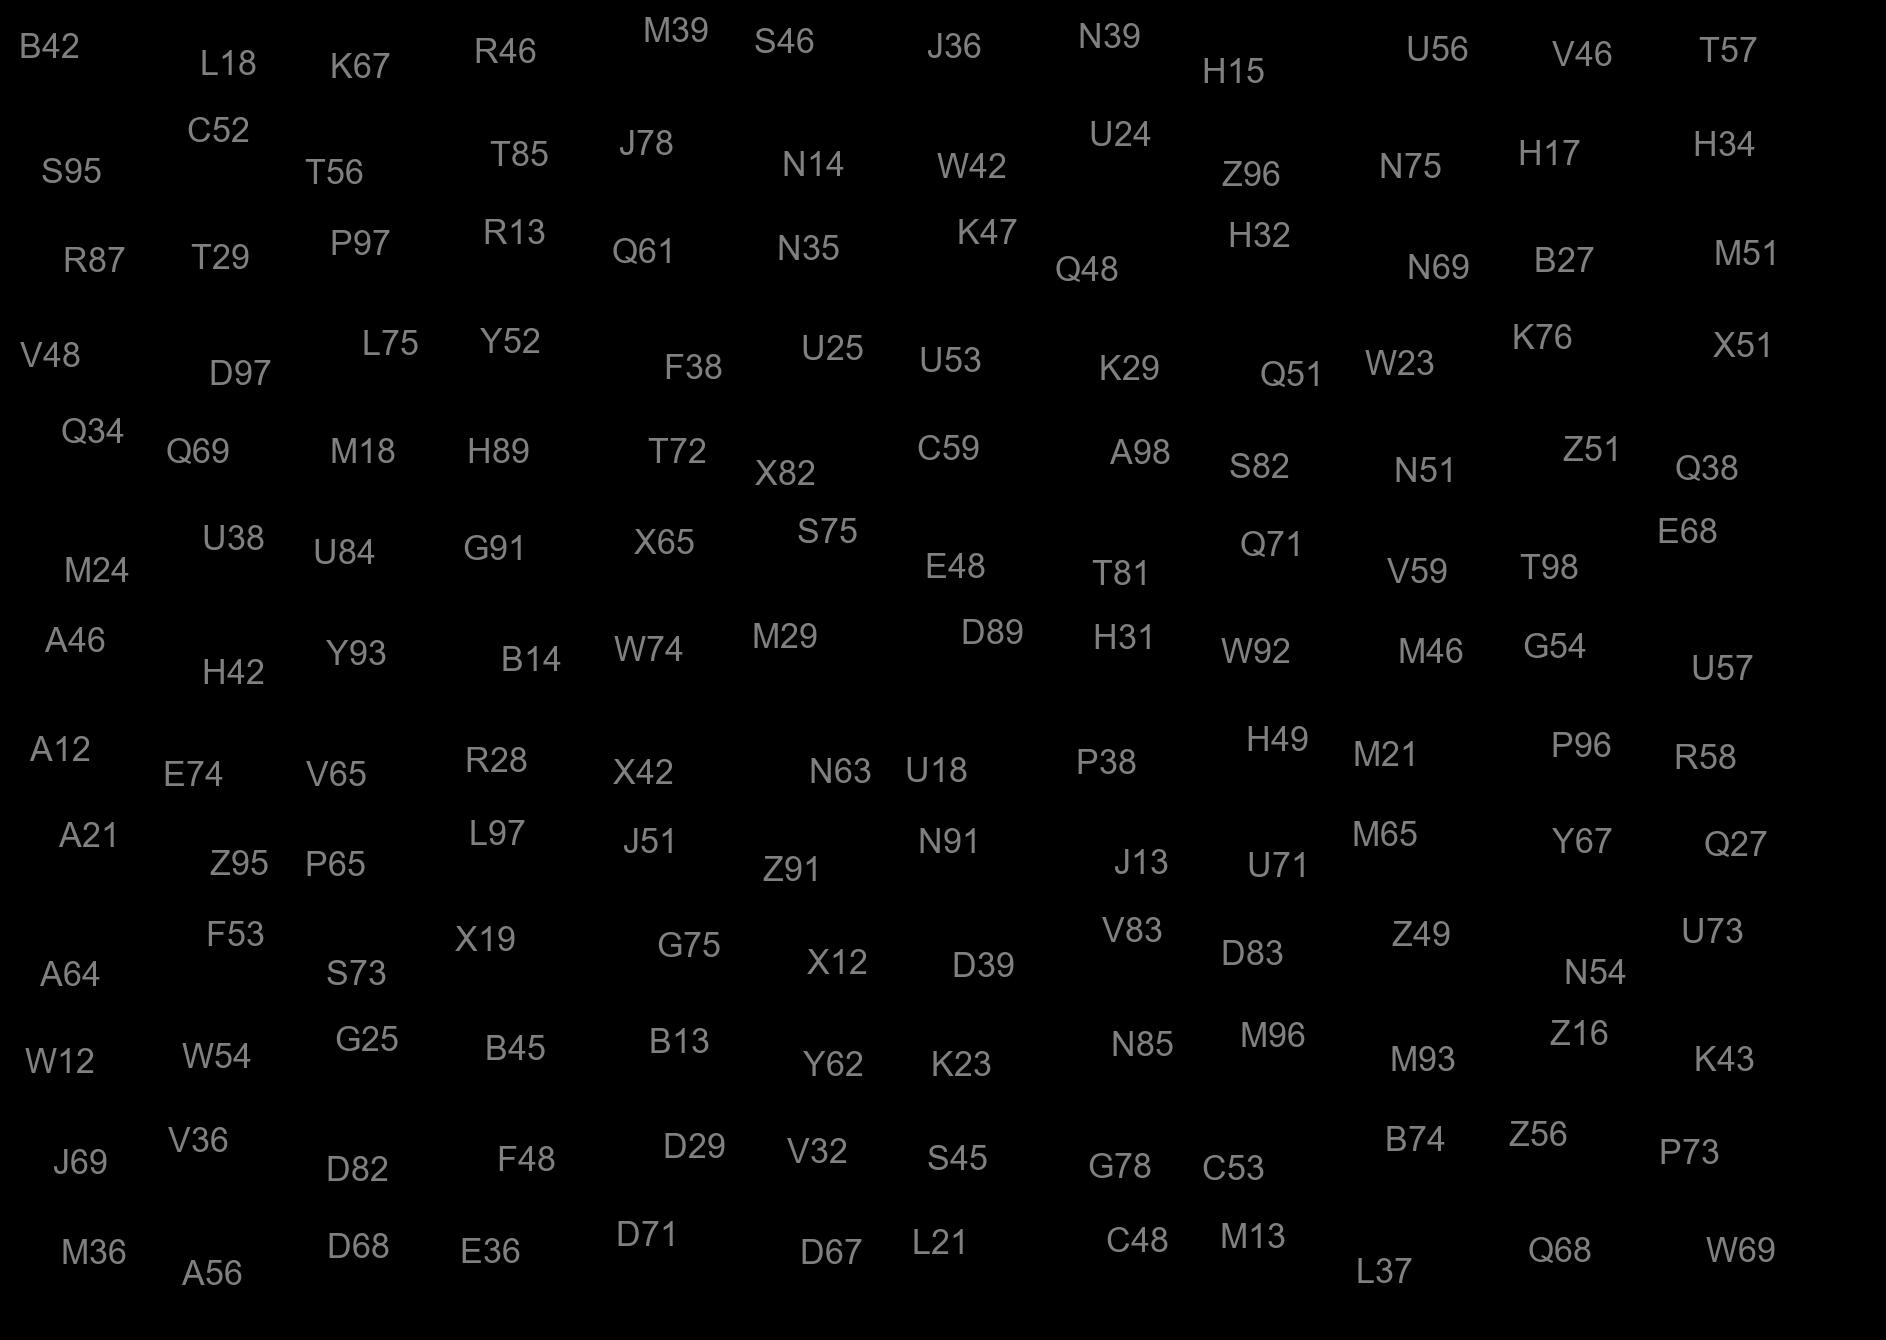 B42 L18 K67 R46 M39 S46 J36 N39 H15 U56 V46 T57
S95 C52 T56 T85 J78 N14 W42 U24 Z96 N75 H17 H34
R87 T29 P97 R13 Q61 N35 K47 Q48 H32 N69 B27 M51
V48 D97 L75 Y52 F38 U25 U53 K29 Q51 W23 K76 X51
Q34 Q69 M18 H89 T72 X82 C59 A98 S82 N51 Z51 Q38
M24 U38 U84 G91 X65 S75 E48 T81 Q71 V59 T98 E68
A46 H42 Y93 B14 W74 M29 D89 H31 W92 M46 G54 U57
A12 E74 V65 R28 X42 N63 U18 P38 H49 M21 P96 R58
A21 Z95 P65 L97 J51 Z91 N91 J13 U71 M65 Y67 Q27
A64 F53 S73 X19 G75 X12 D39 V83 D83 Z49 N54 U73
W12 W54 G25 B45 B13 Y62 K23 N85 M96 M93 Z16 K43
J69 V36 D82 F48 D29 V32 S45 G78 C53 B74 Z56 P73
M36 A56 D68 E36 D71 D67 L21 C48 M13 L37 Q68 W69